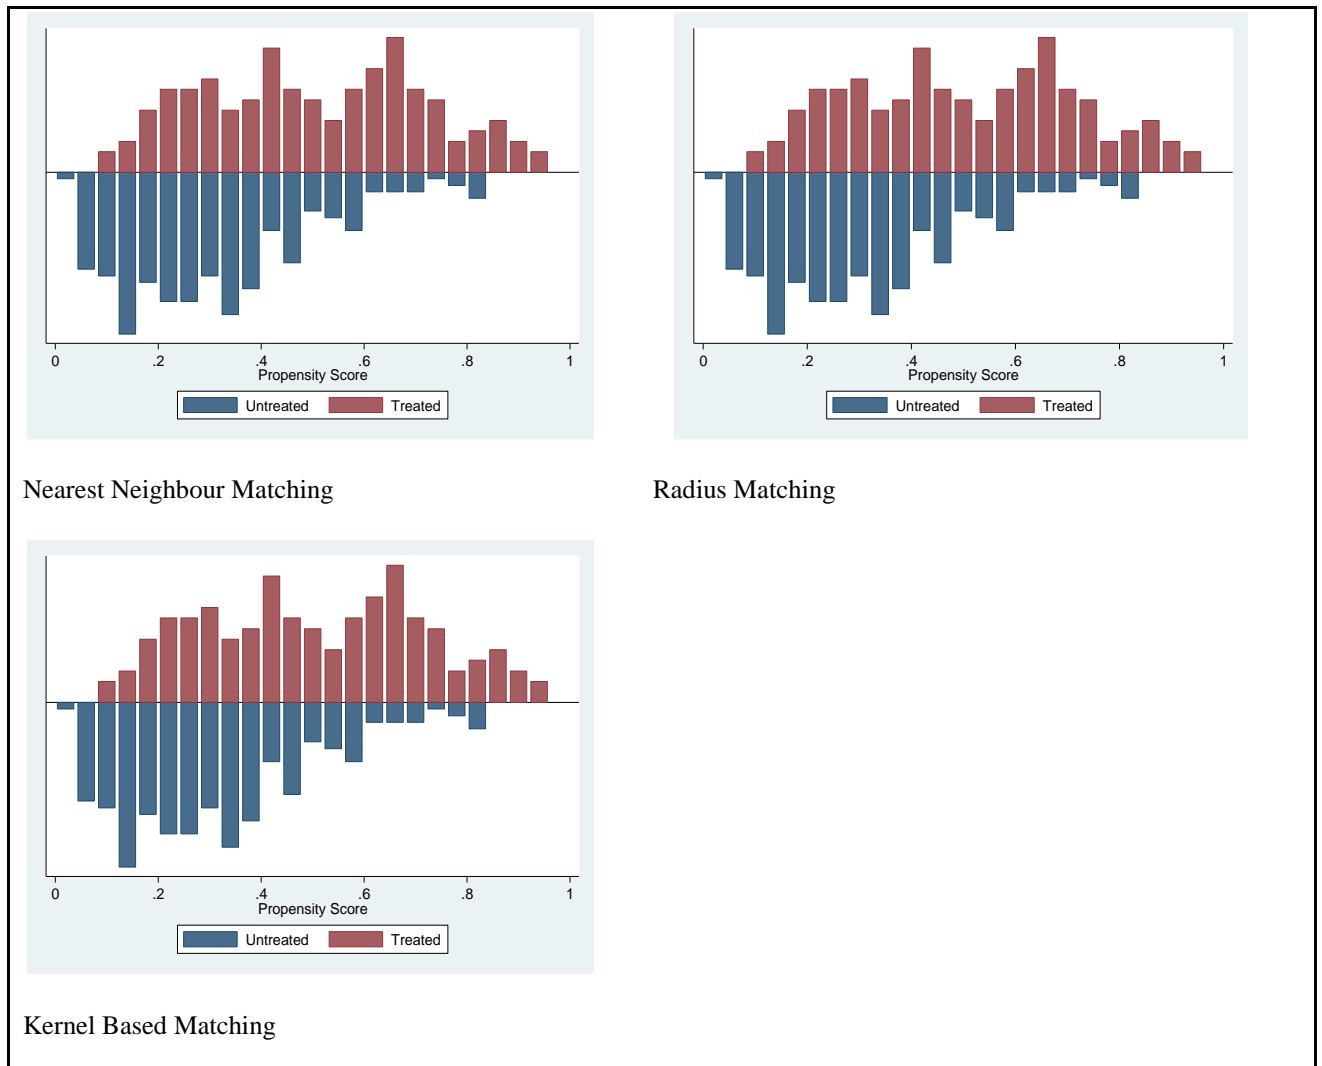 0 .2 .4 .6 .8 1
Propensity Score
Untreated Treated
0 .2 .4 .6 .8 1
Propensity Score
Untreated Treated
Nearest Neighbour Matching
Radius Matching
0 .2 .4 .6 .8 1
Propensity Score
Untreated Treated
Kernel Based Matching